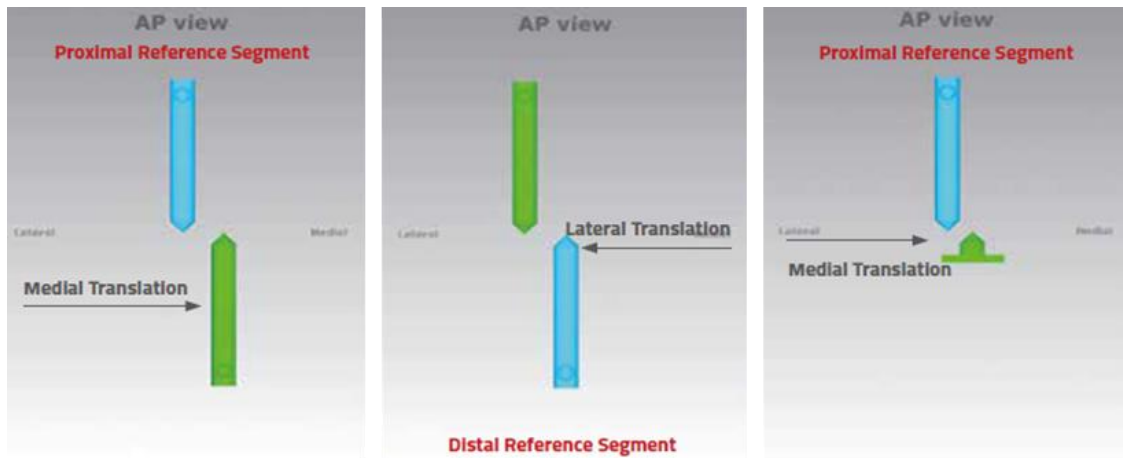 AP view
Proximal Reference Segment
Lateral
Medial
Medial Translation
AP view
Lateral
Lateral Translation
Distal Reference Segment
AP view
Proximal Reference Segment
Lateral
Medial
Medial Translation